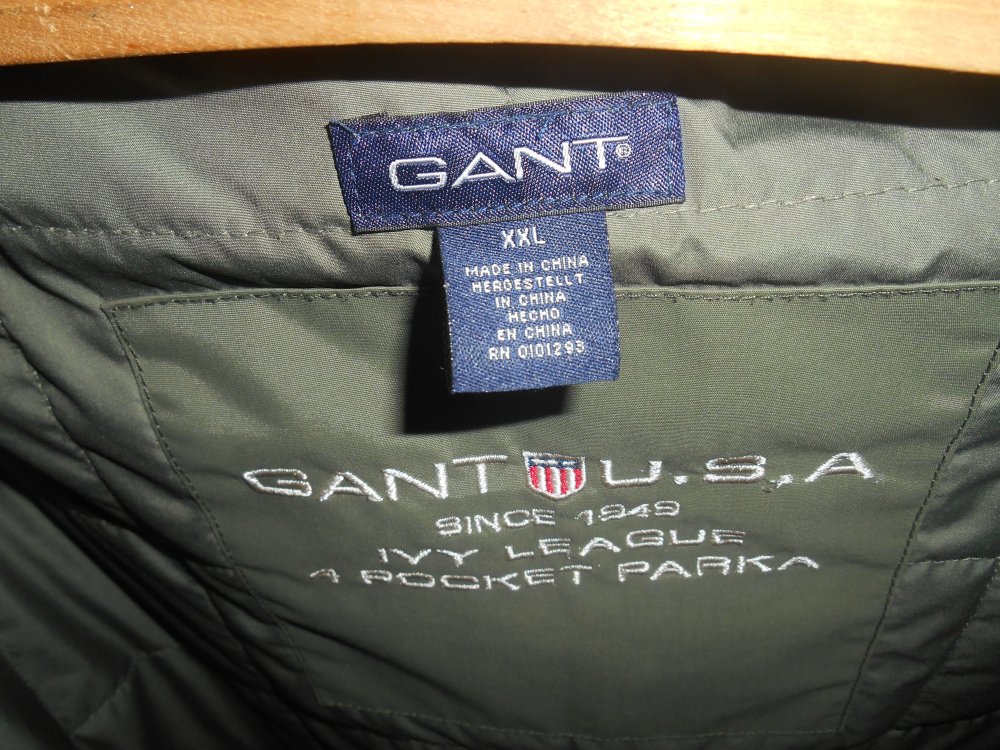 GANT®
XXL
MADE IN CHINA
HERGESTELLT
IN CHINA
HECHO
EN CHINA
RN 0101293
GANT U.S.A
SINCE 1949
IVY LEAGUE
4 POCKET PARKA